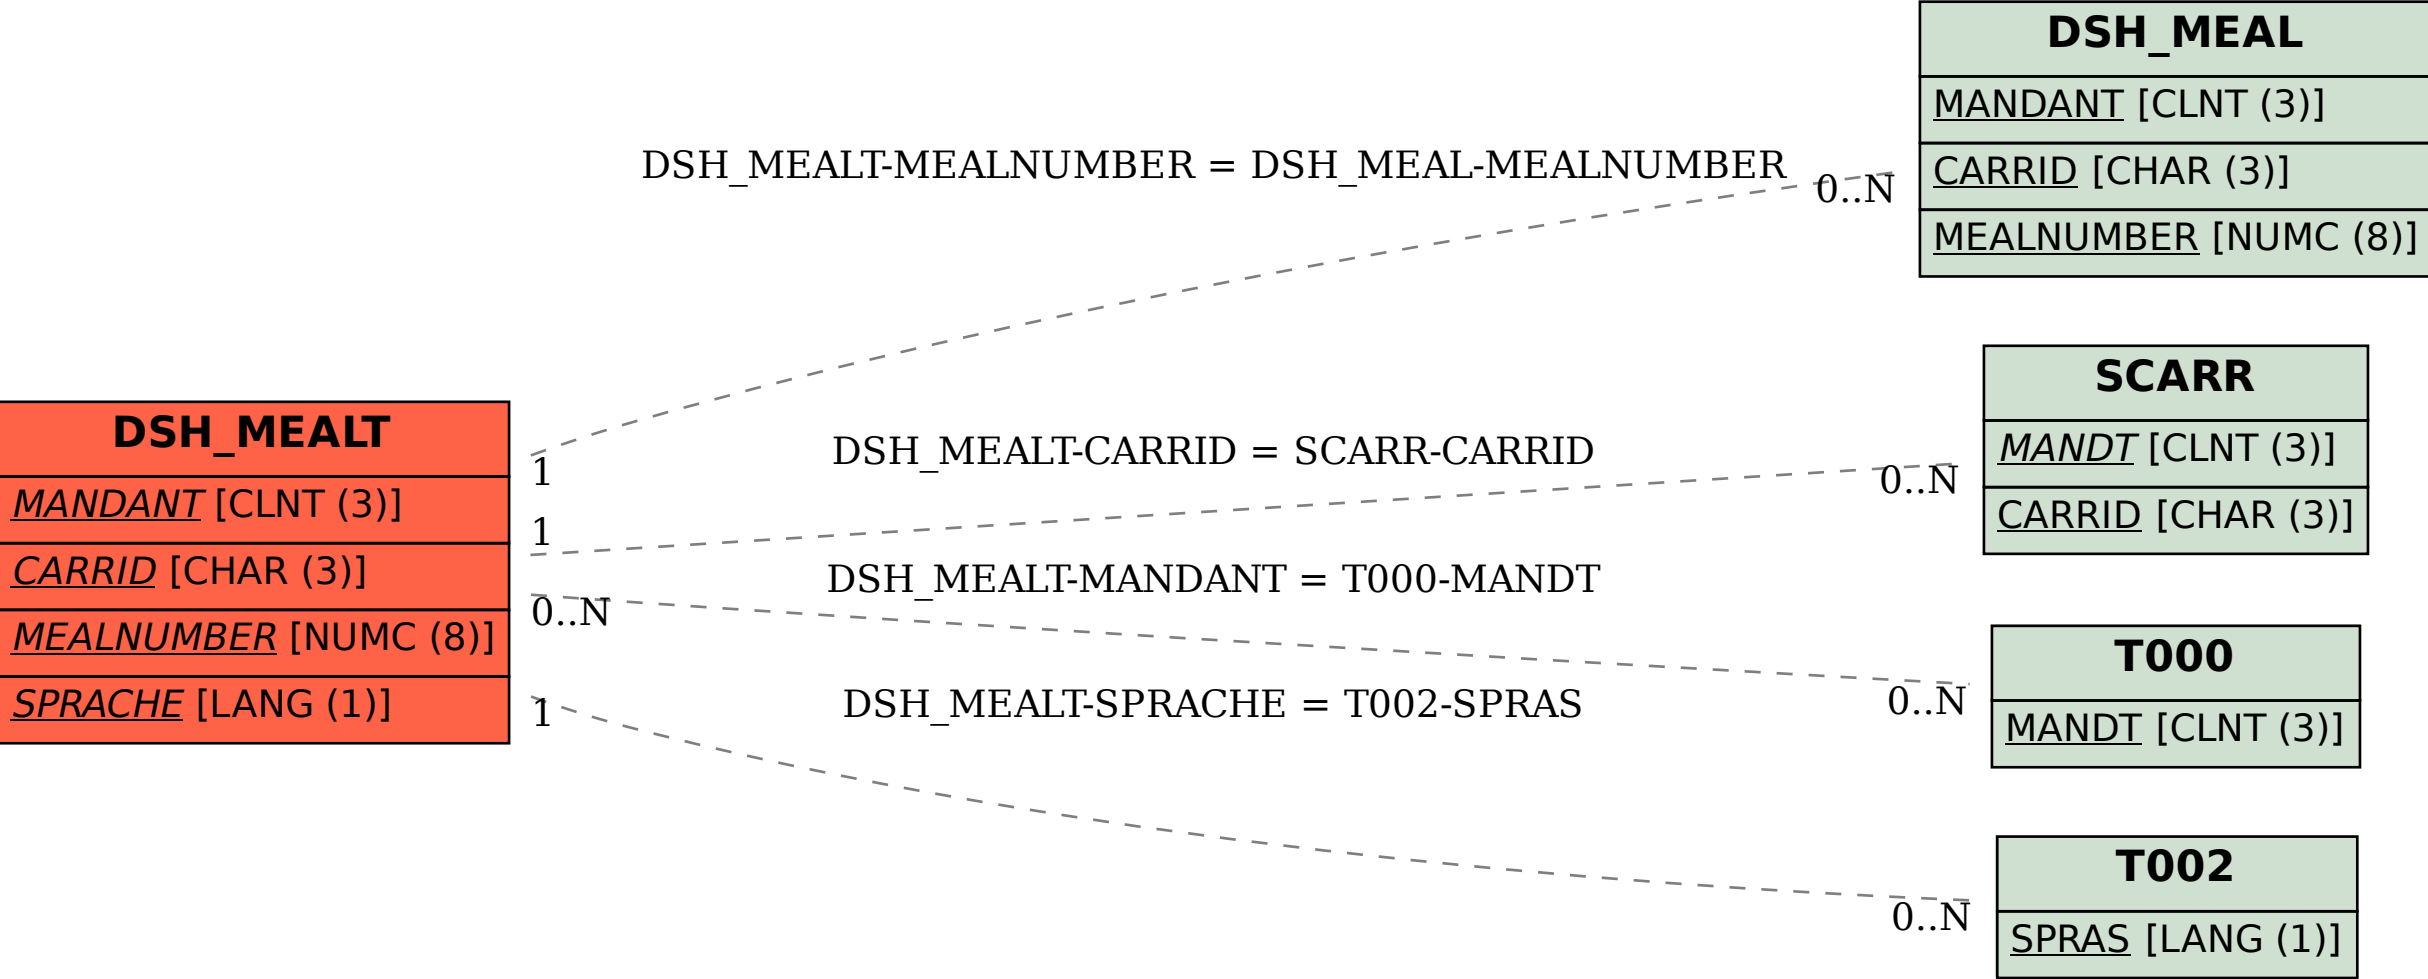 DSH_MEAL
MANDANT [CLNT (3)]
CARRID [CHAR (3)]
MEALNUMBER [NUMC (8)]
DSH_MEALT-MEALNUMBER = DSH_MEAL-MEALNUMBER
0..N
SCARR
MANDT [CLNT (3)]
CARRID [CHAR (3)]
DSH_MEALT
MANDANT [CLNT (3)]
CARRID [CHAR (3)]
MEALNUMBER [NUMC (8)]
SPRACHE [LANG (1)]
1
DSH_MEALT-CARRID = SCARR-CARRID
0..N
1
DSH_MEALT-MANDANT = T000-MANDT
0..N
0..N
T000
MANDT [CLNT (3)]
DSH_MEALT-SPRACHE = T002-SPRAS
1
0..N
T002
SPRAS [LANG (1)]